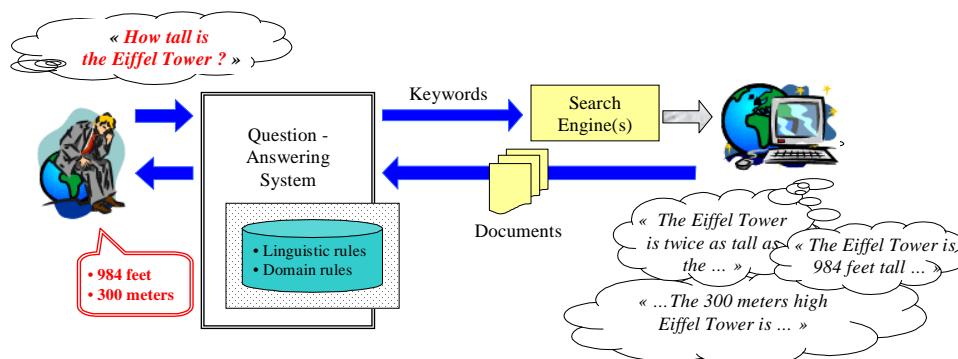 « How tall is
the Eiffel Tower ? »
Keywords
Search
Engine(s)
Question -
Answering
System
• Linguistic rules
• Domain rules
Documents
• 984 feet
• 300 meters
« The Eiffel Tower
is twice as tall as
the … »
« The Eiffel Tower is
984 feet tall … »
« …The 300 meters high
Eiffel Tower is … »